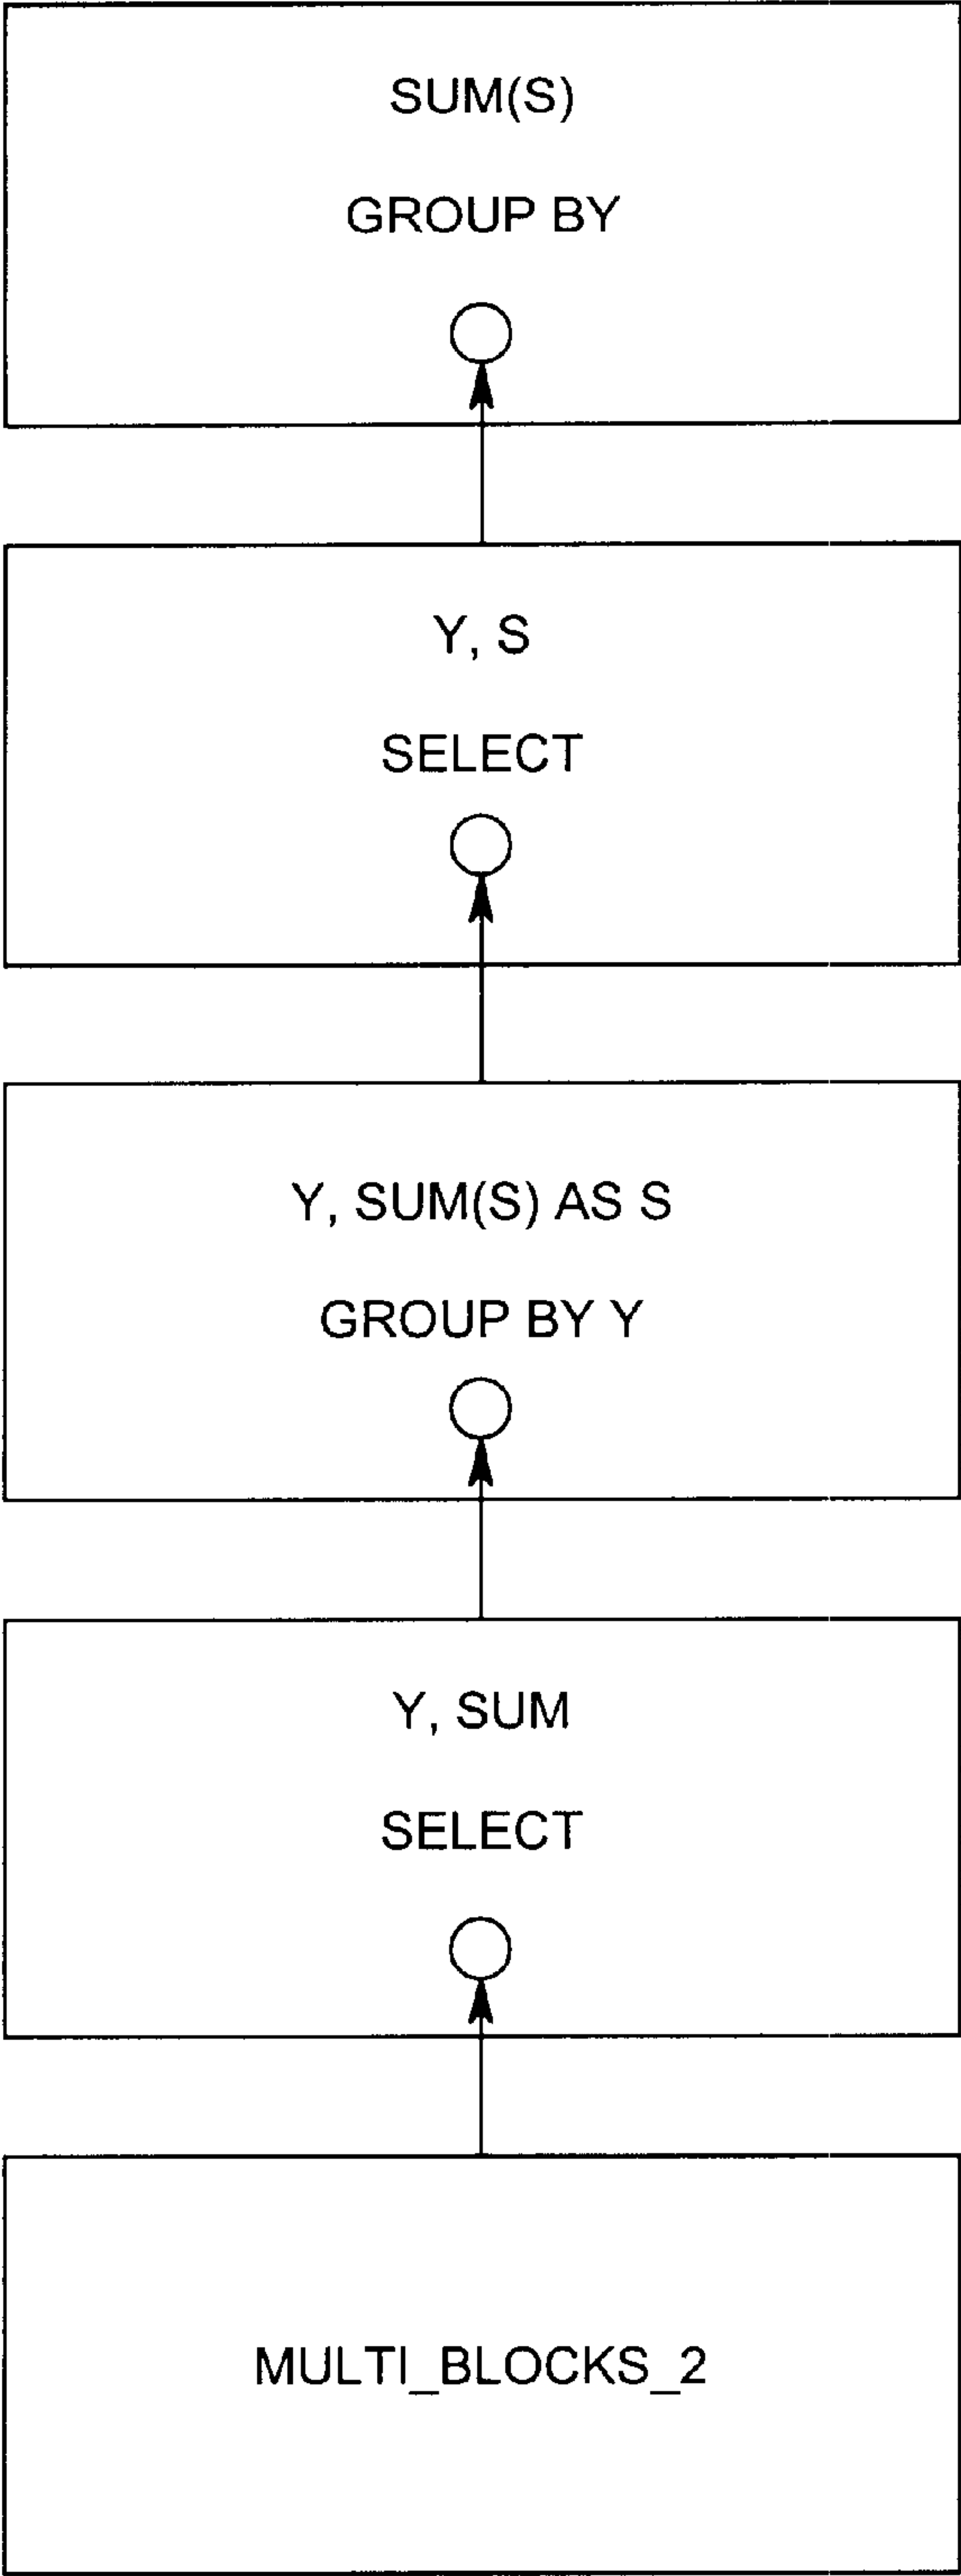 SUM(S)
GROUP BY
Y, S
SELECT
Y, SUM(S) AS S
GROUP BY Y
Y, SUM
SELECT
MULTI_BLOCKS_2